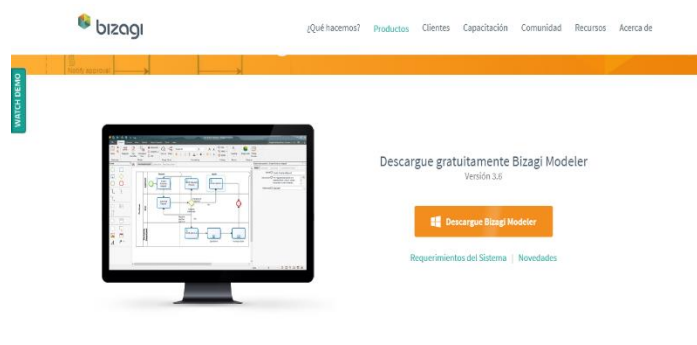 bizagi
¿Qué hacemos? Productos Clientes Capacitación Comunidad Recursos Acerca de
WATCH DEMO
Descargue gratuitamente Bizagi Modeler
Versión 3.6
Descargue Bizagi Modeler
Requerimientos del Sistema | Novedades